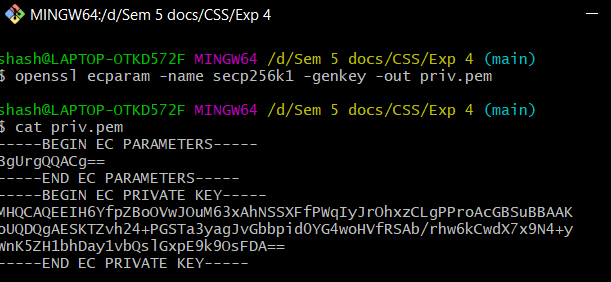 MINGW64:/d/Sem 5 docs/CSS/Exp 4
shash@LAPTOP-OTKD572F MINGW64 /d/Sem 5 docs/CSS/Exp 4 (main)
$ openssl ecparam -name secp256k1 -genkey -out priv.pem
shash@LAPTOP-OTKD572F MINGW64 /d/Sem 5 docs/CSS/Exp 4 (main)
$ cat priv.pem
-----BEGIN EC PARAMETERS-----
BgUrgQQACg==
-----END EC PARAMETERS-----
-----BEGIN EC PRIVATE KEY-----
MHQCAQEEIH6YfpZBoOVwJOuM63xAhNSSXFfPWqIyJrOhxzCLgPProAcGBSuBBAAK
oUQDQgAESKTZvh24+PGSTa3yagJvGbbpidOYG4woHVfRSAb/rhw6kCwdX7x9N4+y
WnK5ZH1bhDay1vbQslGxpE9k9OsFDA==
-----END EC PRIVATE KEY-----